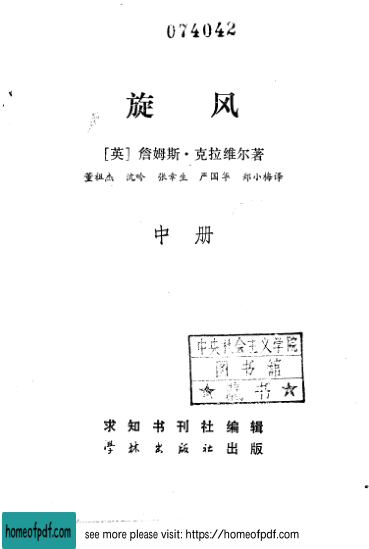 074042
旋 风
[英] 詹姆斯·克拉维尔著
董祖杰 沈吟 张幸生 严国华 郑小梅译
中 册
中央社会主义学院
图书馆
★ 藏书 ★
求知书刊社编辑
学林出版社出版
homeofpdf.com
see more please visit: https://homeofpdf.com